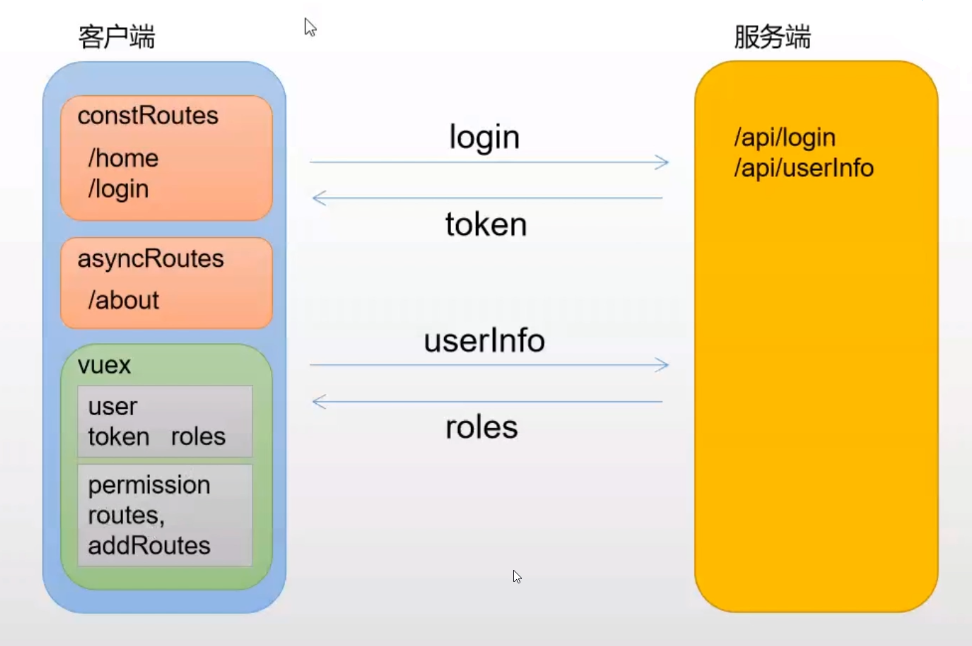 客户端
constRoutes
/home
/login
asyncRoutes
/about
vuex
user
token roles
permission
routes,
addRoutes
login
token
userInfo
roles
服务端
/api/login
/api/userInfo